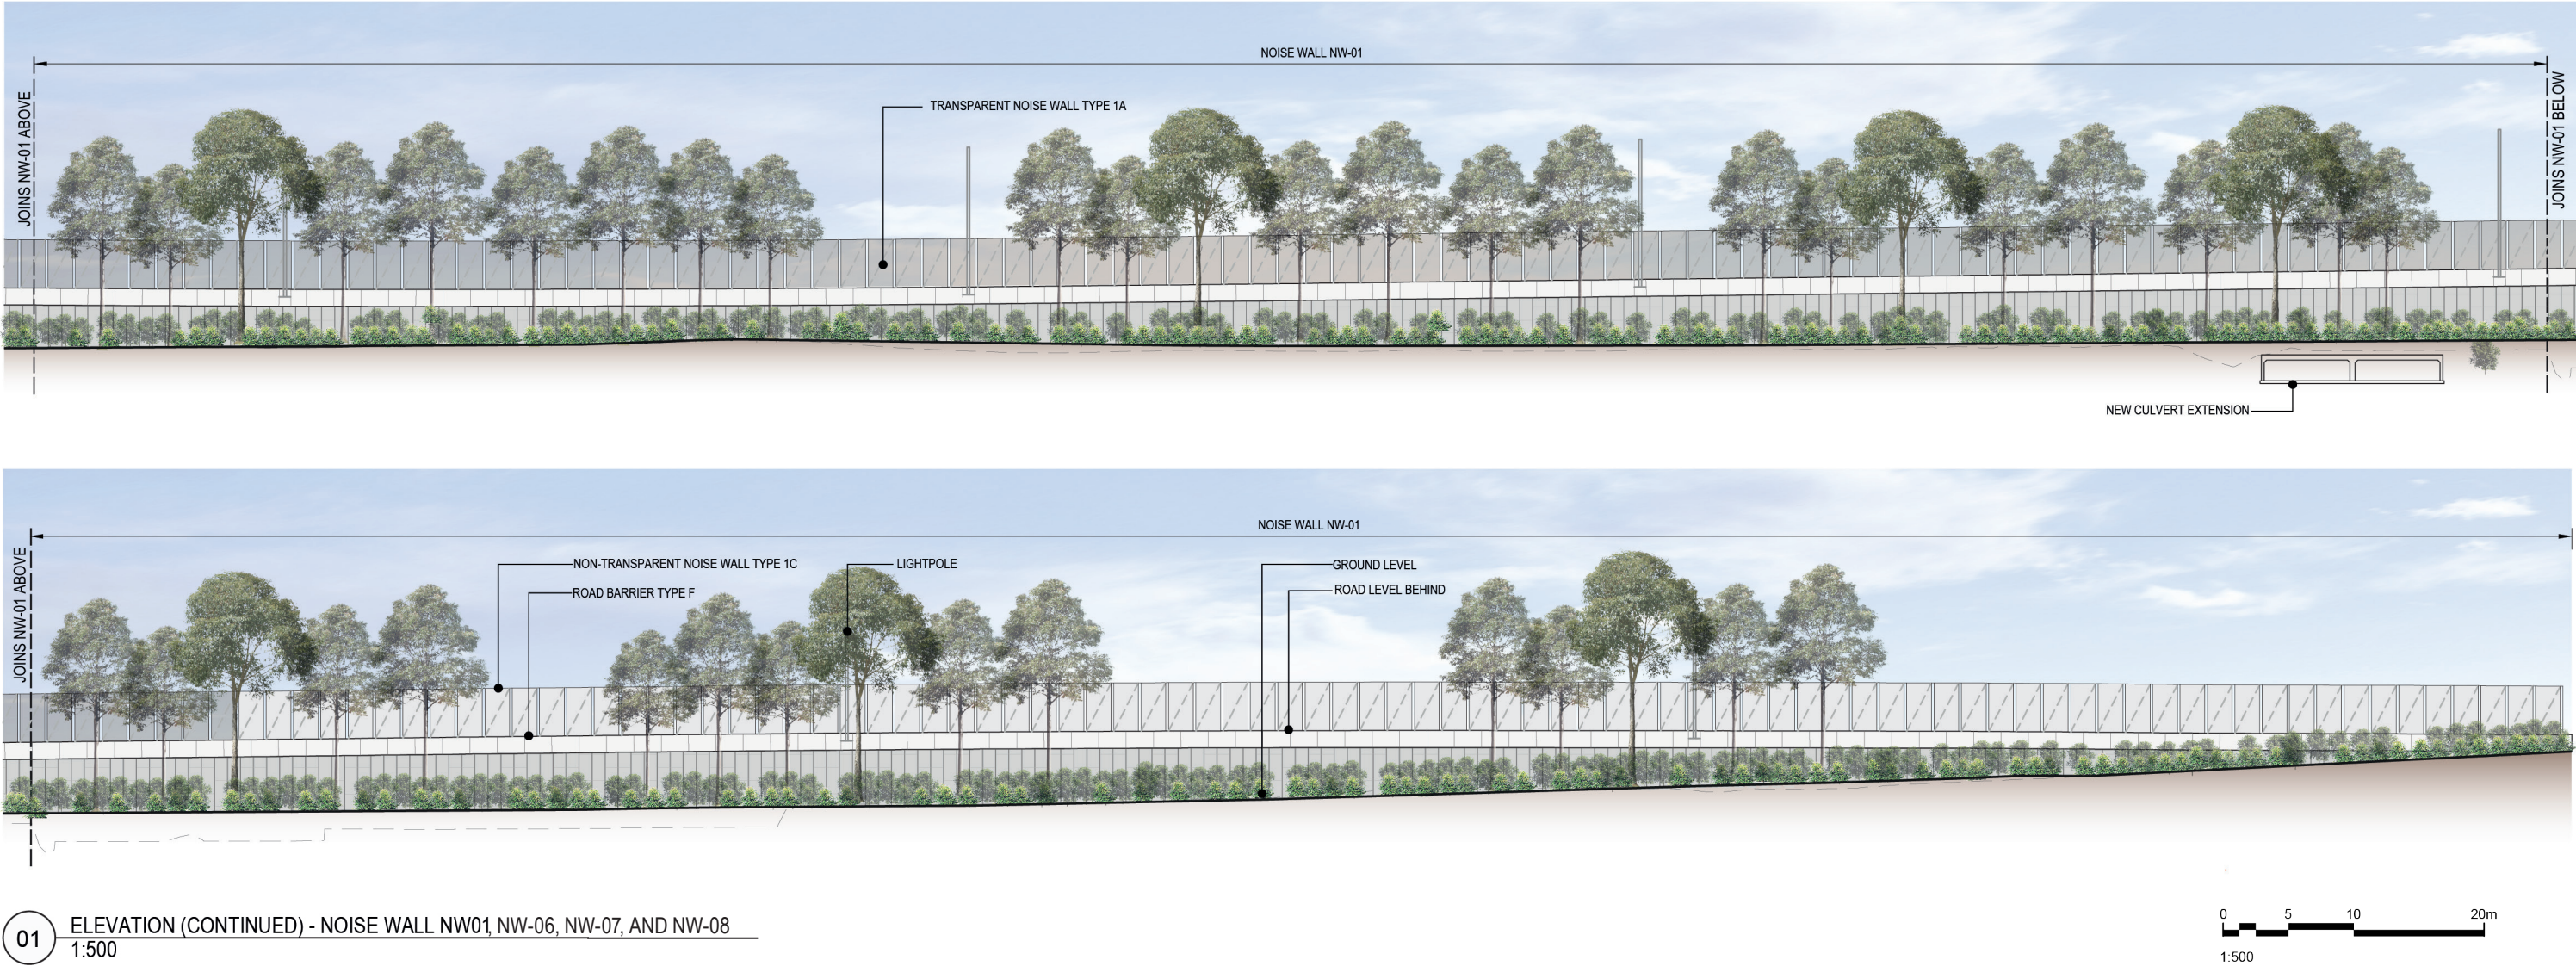 NOISE WALL NW-01
JOINS NW-01 ABOVE
TRANSPARENT NOISE WALL TYPE 1A
JOINS NW-01 BELOW
NEW CULVERT EXTENSION
NOISE WALL NW-01
JOINS NW-01 ABOVE
NON-TRANSPARENT NOISE WALL TYPE 1C
LIGHTPOLE
GROUND LEVEL
ROAD BARRIER TYPE F
ROAD LEVEL BEHIND
01
ELEVATION (CONTINUED) - NOISE WALL NW01, NW-06, NW-07, AND NW-08
1:500
0 5 10 20m
1:500